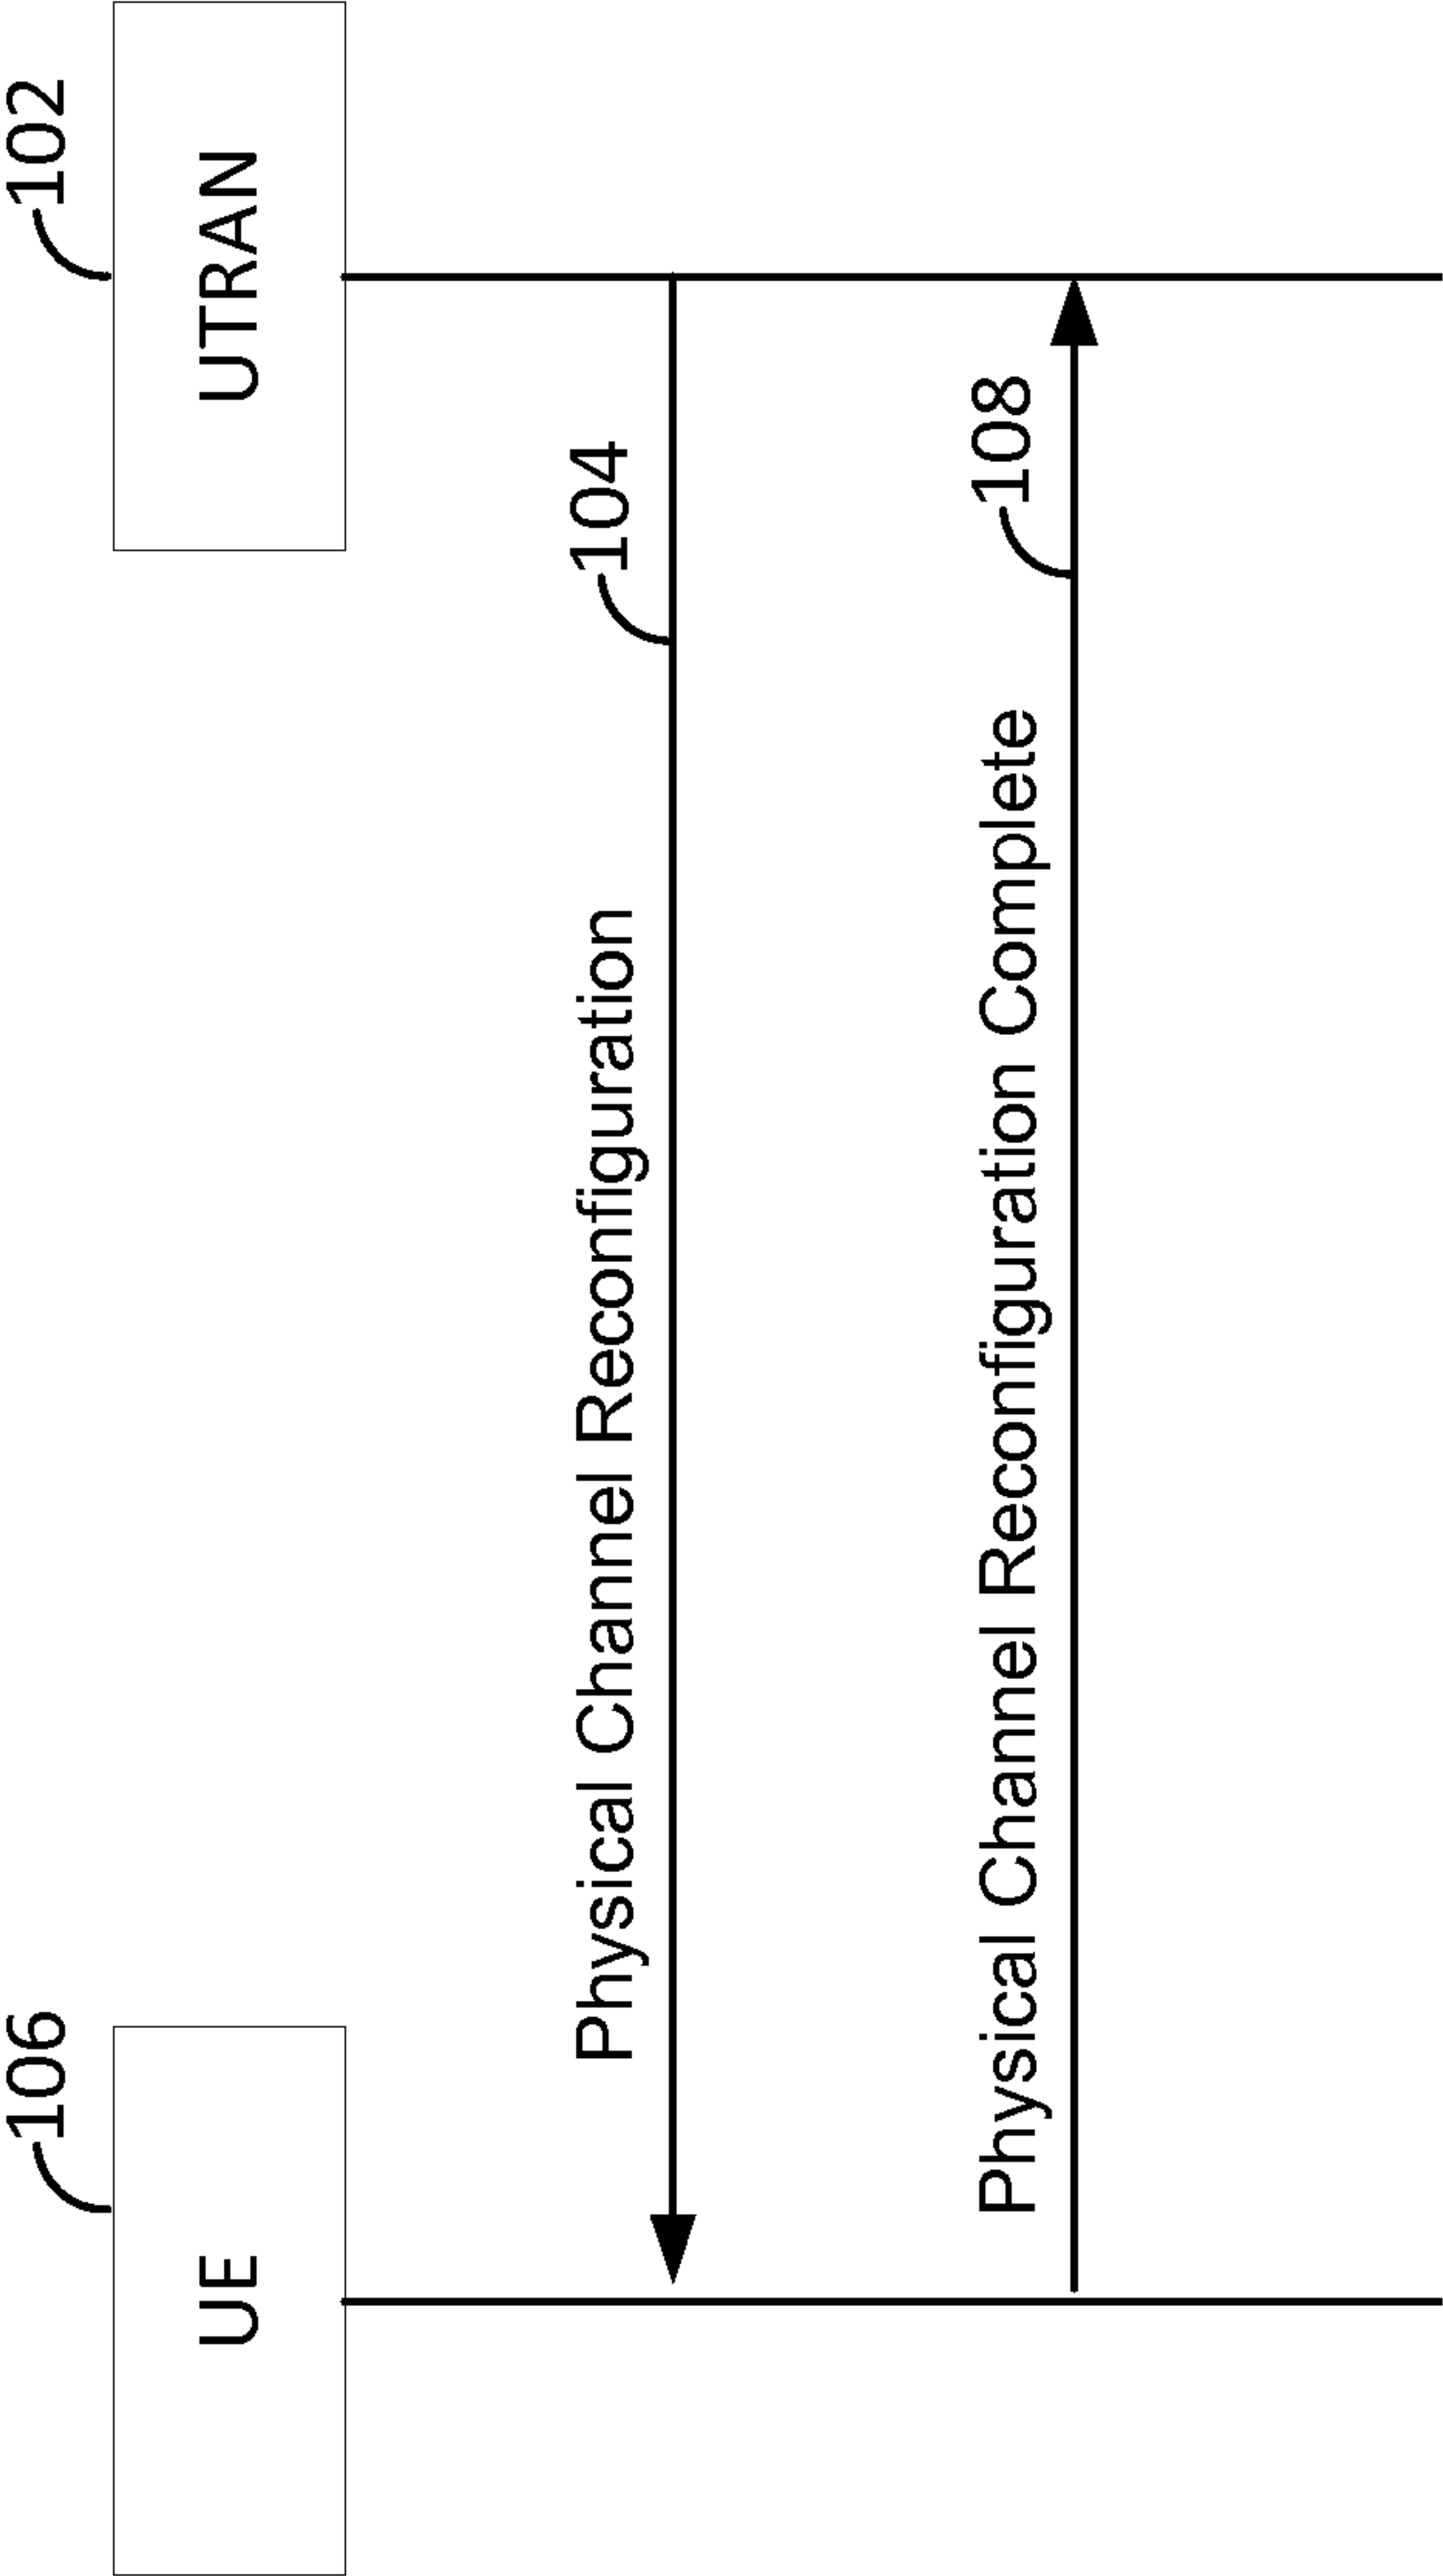 106
102
UE
UTRAN
104
Physical Channel Reconfiguration
108
Physical Channel Reconfiguration Complete